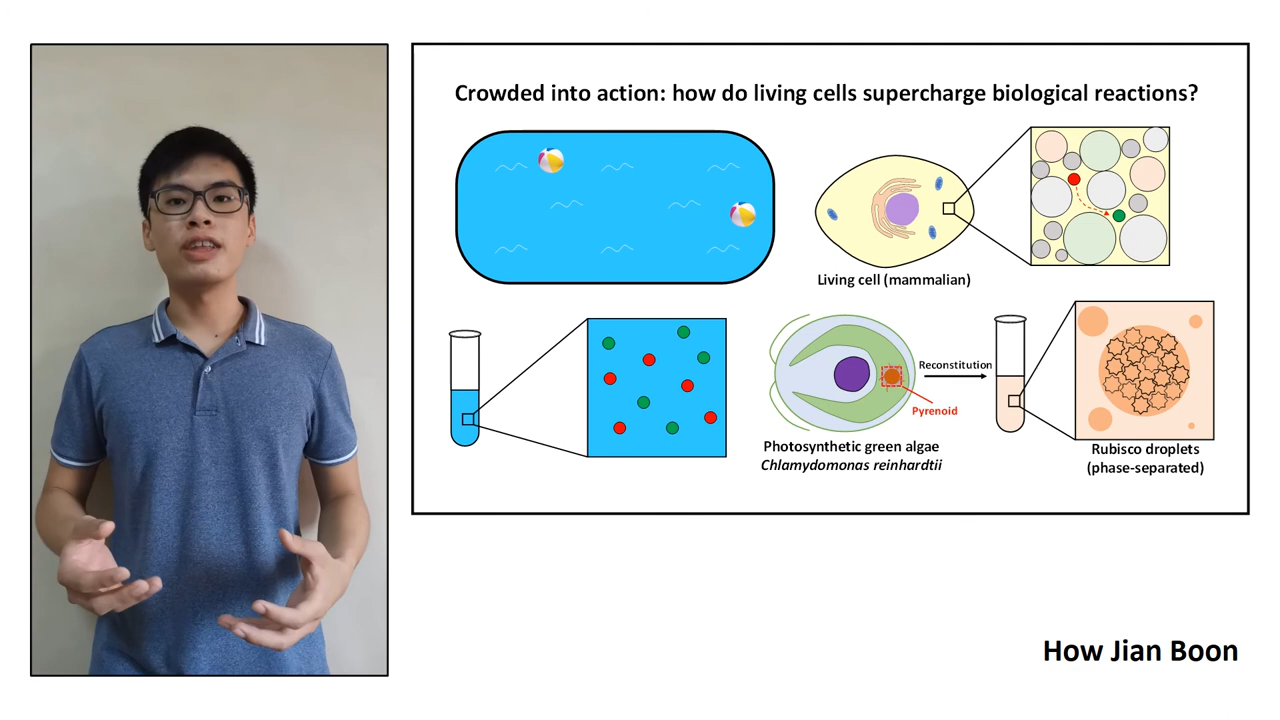 Crowded into action: how do living cells supercharge biological reactions?
Living cell (mammalian)
Reconstitution
Pyrenoid
Photosynthetic green algae
Chlamydomonas reinhardtii
Rubisco droplets
(phase-separated)
How Jian Boon